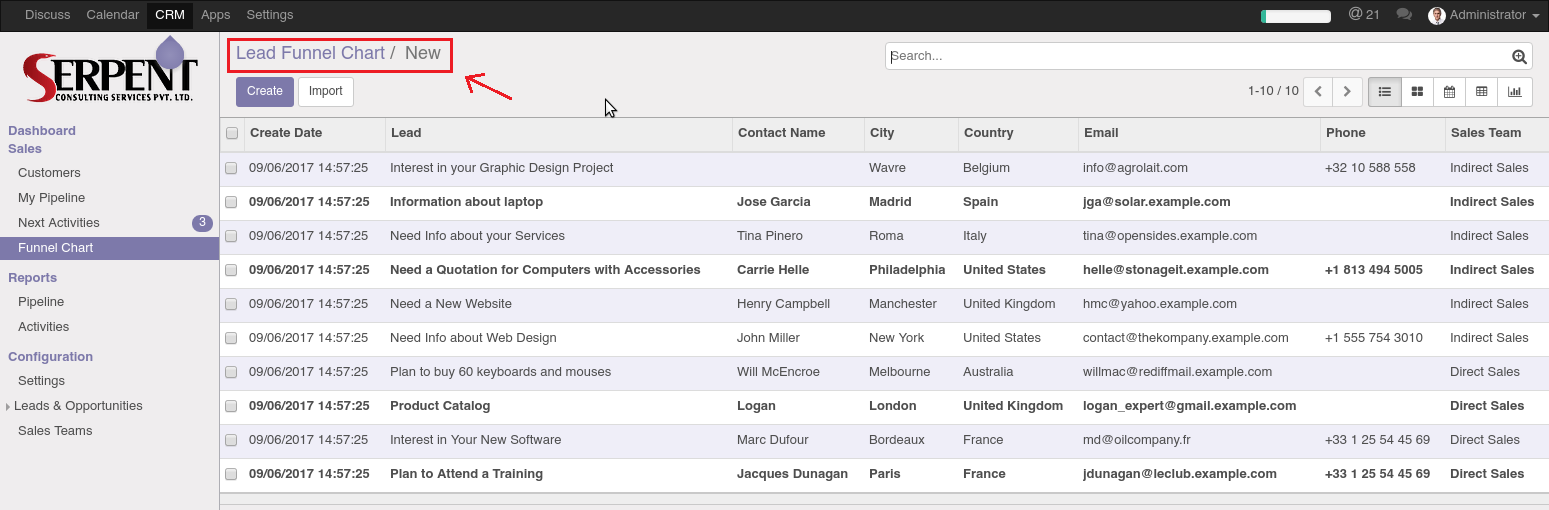 Discuss Calendar CRM Apps Settings @ 21 Administrator
SERPENT
CONSULTING SERVICES PVT. LTD.
Lead Funnel Chart / New
Search...
Create Import
1-10 / 10
Dashboard
Sales
Customers
My Pipeline
Next Activities 3
Funnel Chart
Reports
Pipeline
Activities
Configuration
Settings
Leads & Opportunities
Sales Teams
Create Date Lead Contact Name City Country Email Phone Sales Team
09/06/2017 14:57:25 Interest in your Graphic Design Project Wavre Belgium info@agrolait.com +32 10 588 558 Indirect Sales
09/06/2017 14:57:25 Information about laptop Jose Garcia Madrid Spain jga@solar.example.com Indirect Sales
09/06/2017 14:57:25 Need Info about your Services Tina Pinero Roma Italy tina@opensides.example.com Indirect Sales
09/06/2017 14:57:25 Need a Quotation for Computers with Accessories Carrie Helle Philadelphia United States helle@stonageit.example.com +1 813 494 5005 Indirect Sales
09/06/2017 14:57:25 Need a New Website Henry Campbell Manchester United Kingdom hmc@yahoo.example.com Indirect Sales
09/06/2017 14:57:25 Need Info about Web Design John Miller New York United States contact@thekompany.example.com +1 555 754 3010 Indirect Sales
09/06/2017 14:57:25 Plan to buy 60 keyboards and mouses Will McEncroe Melbourne Australia willmac@rediffmail.example.com Direct Sales
09/06/2017 14:57:25 Product Catalog Logan London United Kingdom logan_expert@gmail.example.com Direct Sales
09/06/2017 14:57:25 Interest in Your New Software Marc Dufour Bordeaux France md@oilcompany.fr +33 1 25 54 45 69 Direct Sales
09/06/2017 14:57:25 Plan to Attend a Training Jacques Dunagan Paris France jdunagan@leclub.example.com +33 1 25 54 45 69 Direct Sales